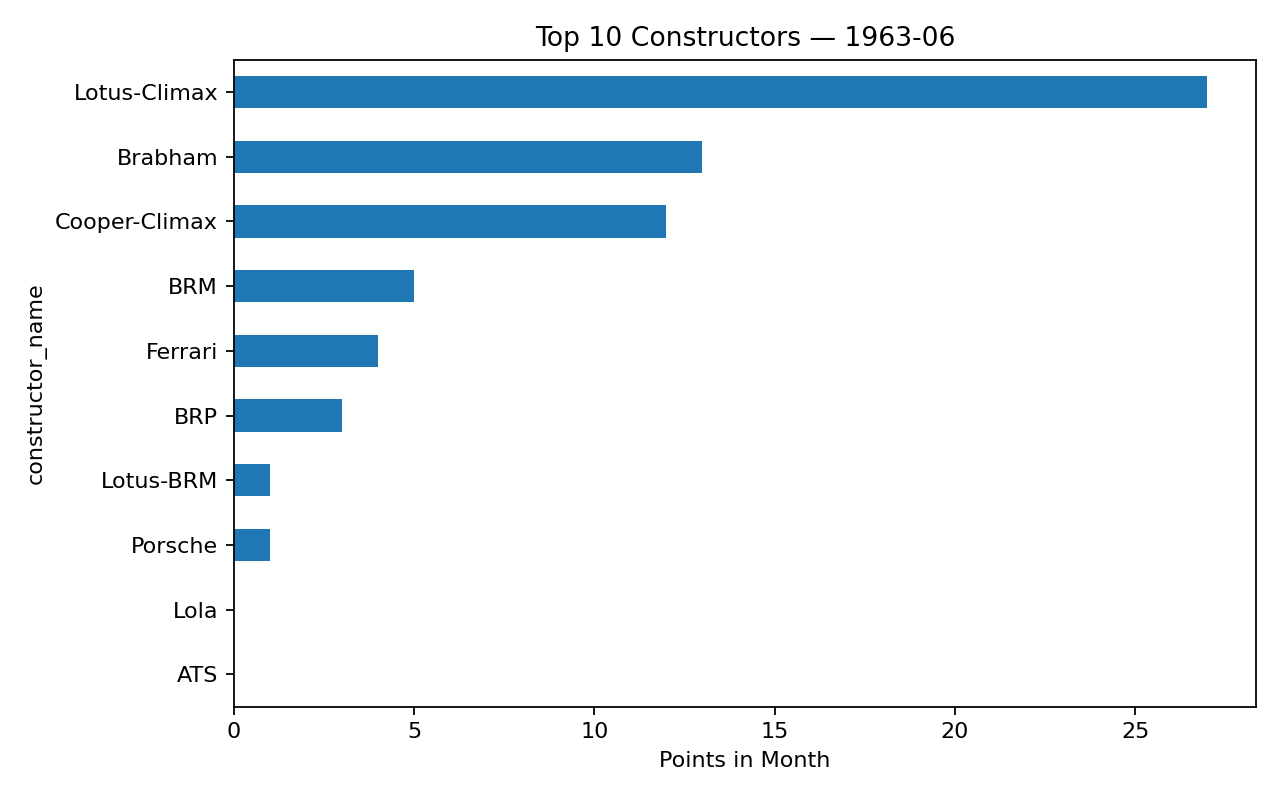 Top 10 Constructors — 1963-06
constructor_name
Lotus-Climax
Brabham
Cooper-Climax
BRM
Ferrari
BRP
Lotus-BRM
Porsche
Lola
ATS
0 5 10 15 20 25
Points in Month